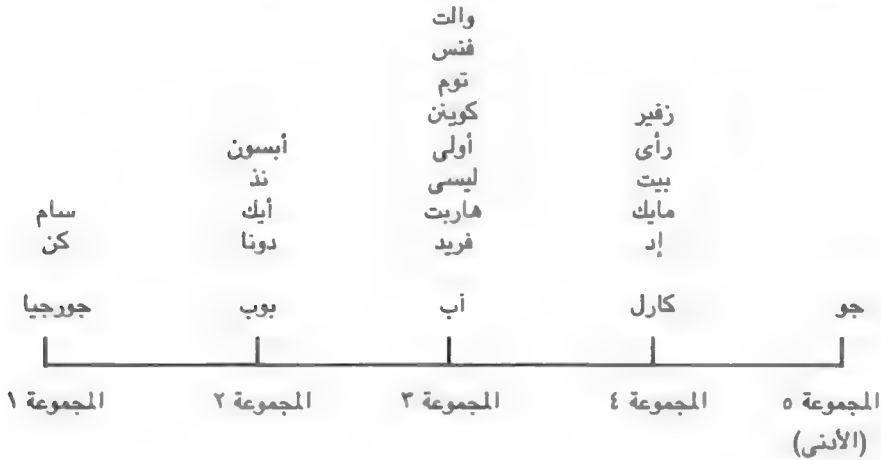 والت
فنس
توم
كوينن
زفير
أولى
أبسون
رأى
ليسى
نذ
بيت
هاربت
أيك
سام
مايك
فريد
دونا
كن
إد
جورجيا
بوب
آب
كارل
جو
المجموعة ١
المجموعة ٢
المجموعة ٣
المجموعة ٤
المجموعة ٥
(الأدنى)